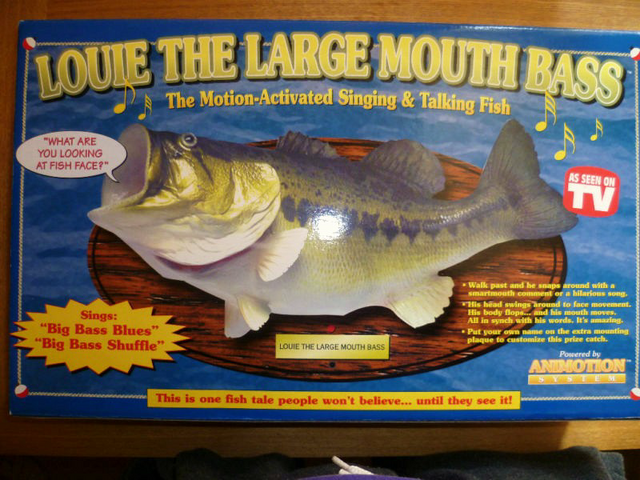 LOUIE THE LARGE MOUTH BASS
The Motion-Activated Singing & Talking Fish
"WHAT ARE
YOU LOOKING
AT FISH FACE?"
AS SEEN ON
TV
• Walk past and he snaps around with a
smartmouth comment or a hilarious song.
• His head swings around to face movement.
His body flops... and his mouth moves.
All in synch with his words. It's amazing.
• Put your own name on the extra mounting
plaque to customize this prize catch.
Sings:
"Big Bass Blues"
"Big Bass Shuffle"
LOUIE THE LARGE MOUTH BASS
Powered by
ANIMOTION
SYSTEM
This is one fish tale people won't believe... until they see it!